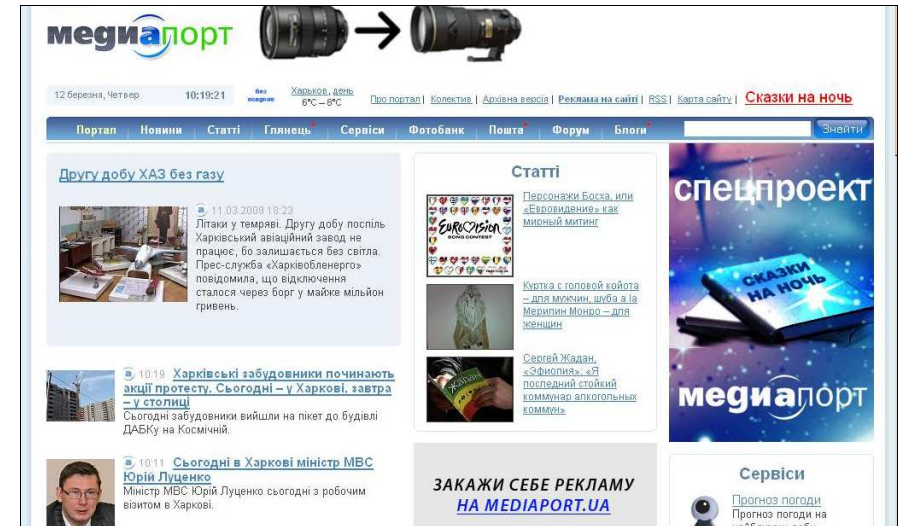 медиапорт
12 березня, Четвер 10:19:21
без осадков
Харьков, день
6°C – 8°C
Про портал | Колектив | Архівна версія | Реклама на сайті | RSS | Карта сайту | Сказки на ночь
Портал Новини Статті Глянець Сервіси Фотобанк Пошта Форум Блоги Знайти
Другу добу ХАЗ без газу
11.03.2009 18:23
Літаки у темряві. Другу добу поспіль
Харківський авіаційний завод не
працює, бо залишається без світла.
Прес-служба «Харківобленерго»
повідомила, що відключення
сталося через борг у майже мільйон
гривень.
10:19 Харківські забудовники починають
акції протесту. Сьогодні – у Харкові, завтра
– у столиці
Сьогодні забудовники вийшли на пікет до будівлі
ДАБКу на Космічній.
10:11 Сьогодні в Харкові міністр МВС
Юрій Луценко
Міністр МВС Юрій Луценко сьогодні з робочим
візитом в Харкові.
Статті
EUROVISION
SONG CONTEST
Персонажи Босха, или
«Евровидение» как
мирный митинг
Куртка с головой койота
– для мужчин, шуба а la
Мерилин Монро – для
женщин
Жадан
Сергей Жадан,
«Эфиопия»: «Я
последний стойкий
коммунар алкогольных
коммун»
ЗАКАЖИ СЕБЕ РЕКЛАМУ
НА MEDIAPORT.UA
спецпроект
СКАЗКИ
НА НОЧЬ
медиапорт
Сервіси
Прогноз погоди
Прогноз погоди на